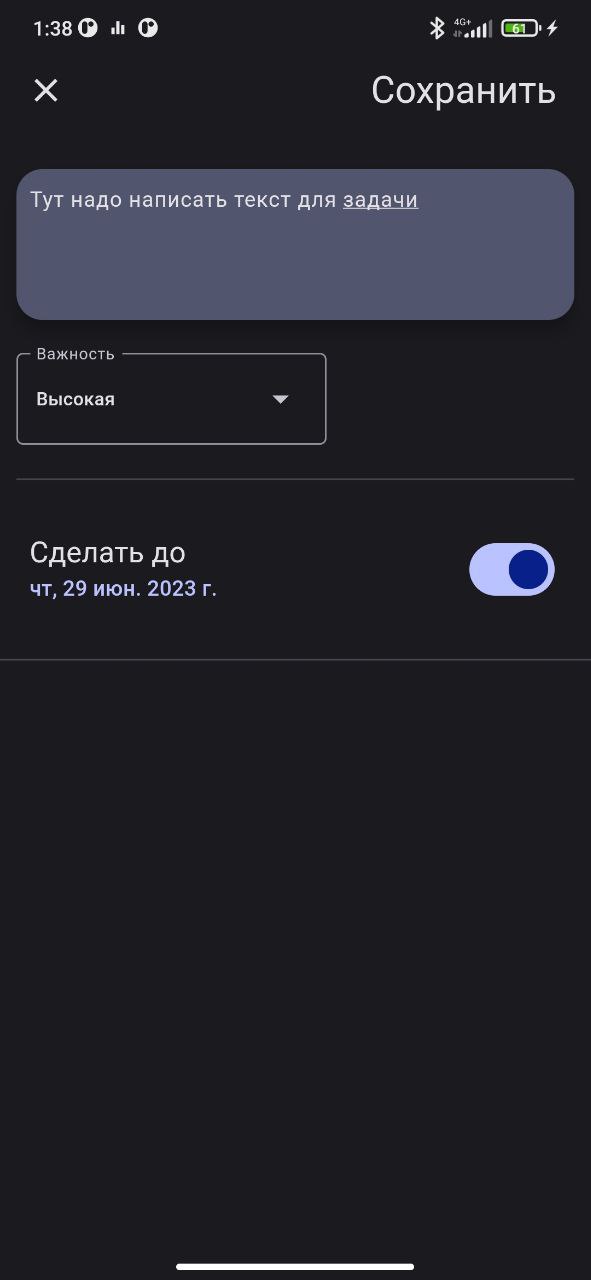 1:38
4G+
61
Сохранить
Тут надо написать текст для задачи
Важность
Высокая
Сделать до
чт, 29 июн. 2023 г.